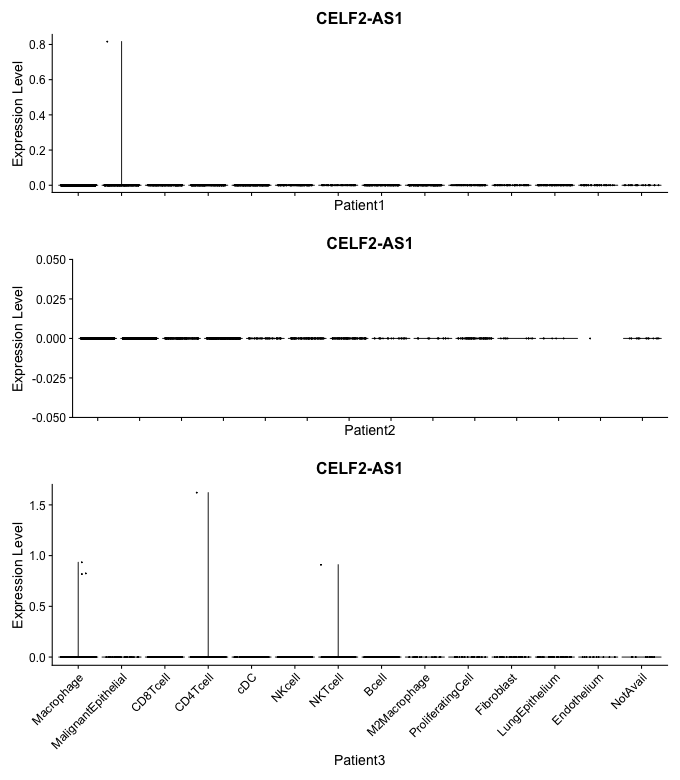 CELF2-AS1
Expression Level
0.8
0.6
0.4
0.2
0.0
Patient1
CELF2-AS1
Expression Level
0.050
0.025
0.000
-0.025
-0.050
Patient2
CELF2-AS1
Expression Level
1.5
1.0
0.5
0.0
Macrophage
MalignantEpithelial
CD8Tcell
CD4Tcell
cDC
NKcell
NKTcell
Bcell
M2Macrophage
ProliferatingCell
Fibroblast
LungEpithelium
Endothelium
NotAvail
Patient3